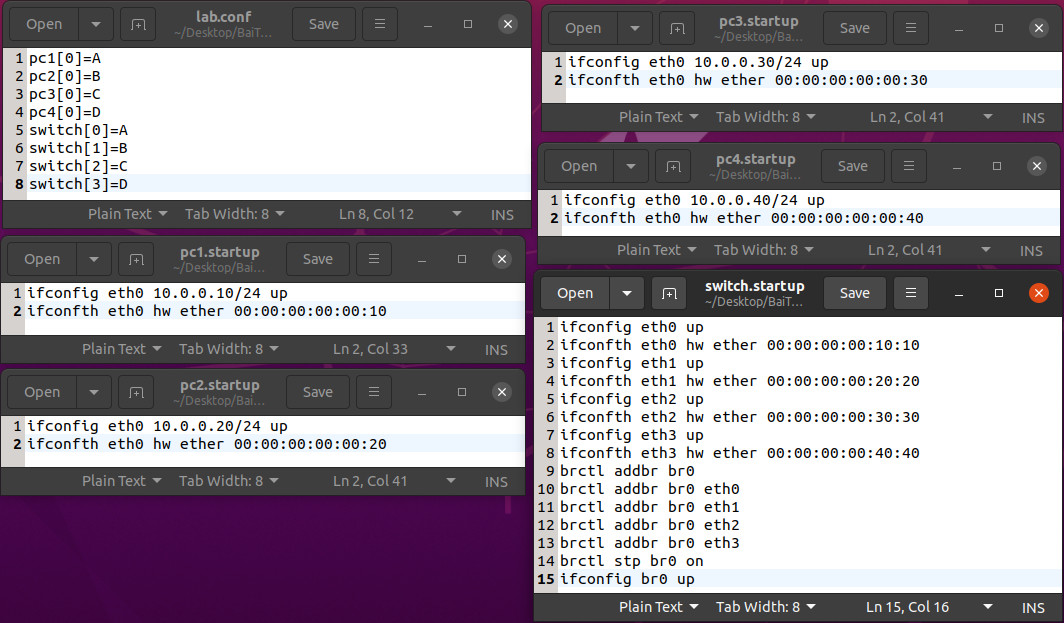 Open
lab.conf
~/Desktop/BaiT...
Save
1 pc1[0]=A
2 pc2[0]=B
3 pc3[0]=C
4 pc4[0]=D
5 switch[0]=A
6 switch[1]=B
7 switch[2]=C
8 switch[3]=D
Plain Text Tab Width: 8 Ln 8, Col 12 INS
Open
pc1.startup
~/Desktop/Bai...
Save
1 ifconfig eth0 10.0.0.10/24 up
2 ifconfth eth0 hw ether 00:00:00:00:00:10
Plain Text Tab Width: 8 Ln 2, Col 33 INS
Open
pc2.startup
~/Desktop/Bai...
Save
1 ifconfig eth0 10.0.0.20/24 up
2 ifconfth eth0 hw ether 00:00:00:00:00:20
Plain Text Tab Width: 8 Ln 2, Col 41 INS
Open
pc3.startup
~/Desktop/Ba...
Save
1 ifconfig eth0 10.0.0.30/24 up
2 ifconfth eth0 hw ether 00:00:00:00:00:30
Plain Text Tab Width: 8 Ln 2, Col 41 INS
Open
pc4.startup
~/Desktop/Bai...
Save
1 ifconfig eth0 10.0.0.40/24 up
2 ifconfth eth0 hw ether 00:00:00:00:00:40
Plain Text Tab Width: 8 Ln 2, Col 41 INS
Open
switch.startup
~/Desktop/BaiT...
Save
1 ifconfig eth0 up
2 ifconfth eth0 hw ether 00:00:00:00:10:10
3 ifconfig eth1 up
4 ifconfth eth1 hw ether 00:00:00:00:20:20
5 ifconfig eth2 up
6 ifconfth eth2 hw ether 00:00:00:00:30:30
7 ifconfig eth3 up
8 ifconfth eth3 hw ether 00:00:00:00:40:40
9 brctl addbr br0
10 brctl addbr br0 eth0
11 brctl addbr br0 eth1
12 brctl addbr br0 eth2
13 brctl addbr br0 eth3
14 brctl stp br0 on
15 ifconfig br0 up
Plain Text Tab Width: 8 Ln 15, Col 16 INS